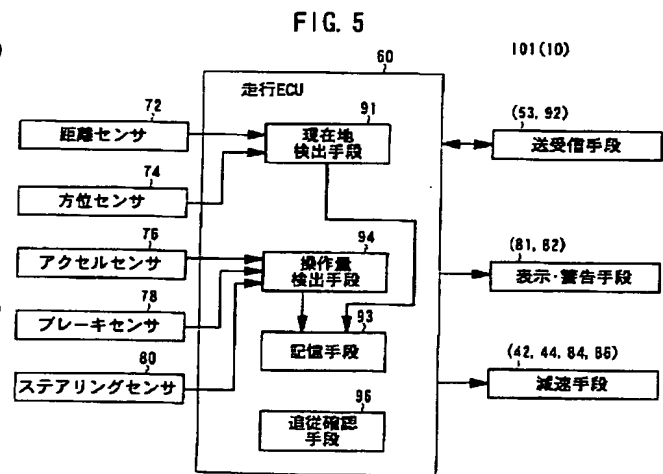 FIG. 5
101(10)
60
走行ECU
72
距離センサ
74
方位センサ
76
アクセルセンサ
78
ブレーキセンサ
80
ステアリングセンサ
91
現在地
検出手段
94
操作量
検出手段
93
記憶手段
96
追従確認
手段
(53, 92)
送受信手段
(81, 82)
表示・警告手段
(42, 44, 84, 86)
減速手段